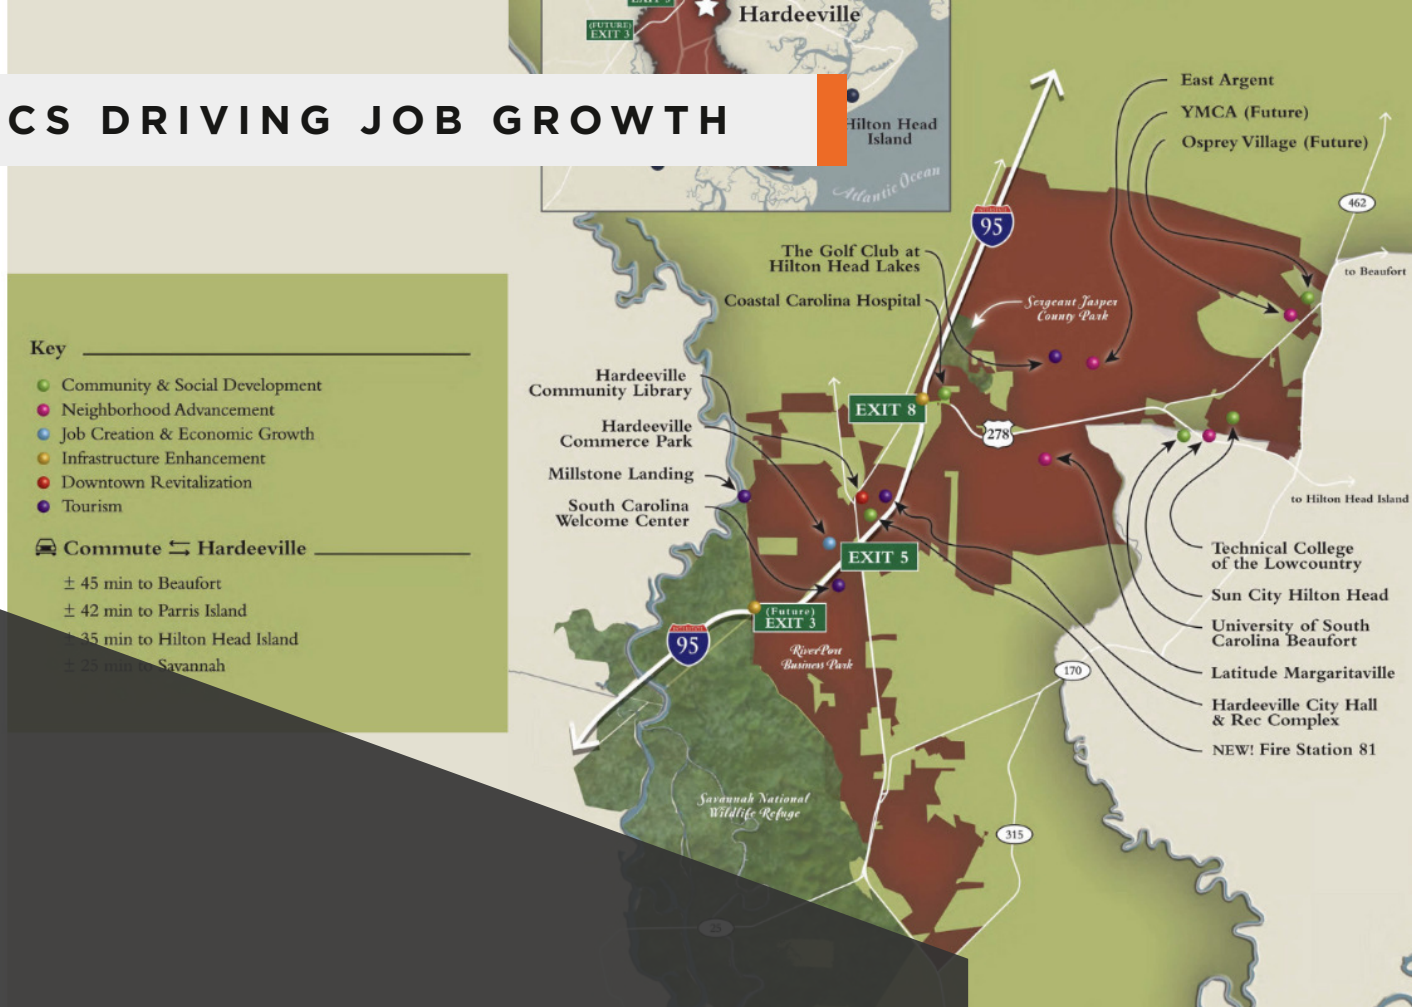 Hardeeville
(FUTURE)
EXIT 3
CS DRIVING JOB GROWTH
Hilton Head
Island
Atlantic Ocean
East Argent
YMCA (Future)
Osprey Village (Future)
462
95
to Beaufort
The Golf Club at
Hilton Head Lakes
Coastal Carolina Hospital
Sergeant Jasper
County Park
Key
Community & Social Development
Neighborhood Advancement
Job Creation & Economic Growth
Infrastructure Enhancement
Downtown Revitalization
Tourism
Commute ⇆ Hardeeville
± 45 min to Beaufort
± 42 min to Parris Island
± 35 min to Hilton Head Island
± 25 min to Savannah
Hardeeville
Community Library
Hardeeville
Commerce Park
Millstone Landing
South Carolina
Welcome Center
EXIT 8
278
to Hilton Head Island
EXIT 5
(Future)
EXIT 3
95
RiverPort
Business Park
Technical College
of the Lowcountry
Sun City Hilton Head
University of South
Carolina Beaufort
Latitude Margaritaville
Hardeeville City Hall
& Rec Complex
NEW! Fire Station 81
170
Savannah National
Wildlife Refuge
315
25